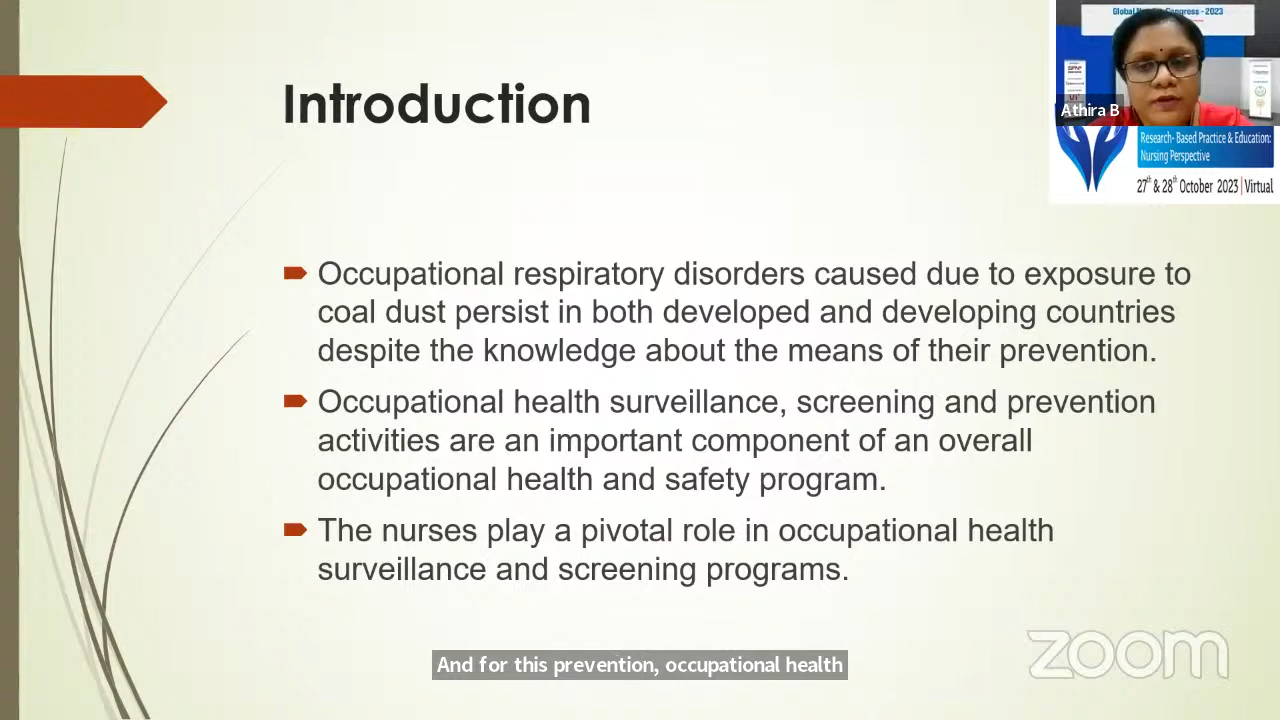 Global Congress - 2023
Athira B
Research- Based Practice & Education:
Nursing Perspective
27th & 28th October 2023 | Virtual
Introduction
Occupational respiratory disorders caused due to exposure to
coal dust persist in both developed and developing countries
despite the knowledge about the means of their prevention.
Occupational health surveillance, screening and prevention
activities are an important component of an overall
occupational health and safety program.
The nurses play a pivotal role in occupational health
surveillance and screening programs.
And for this prevention, occupational health
zoom